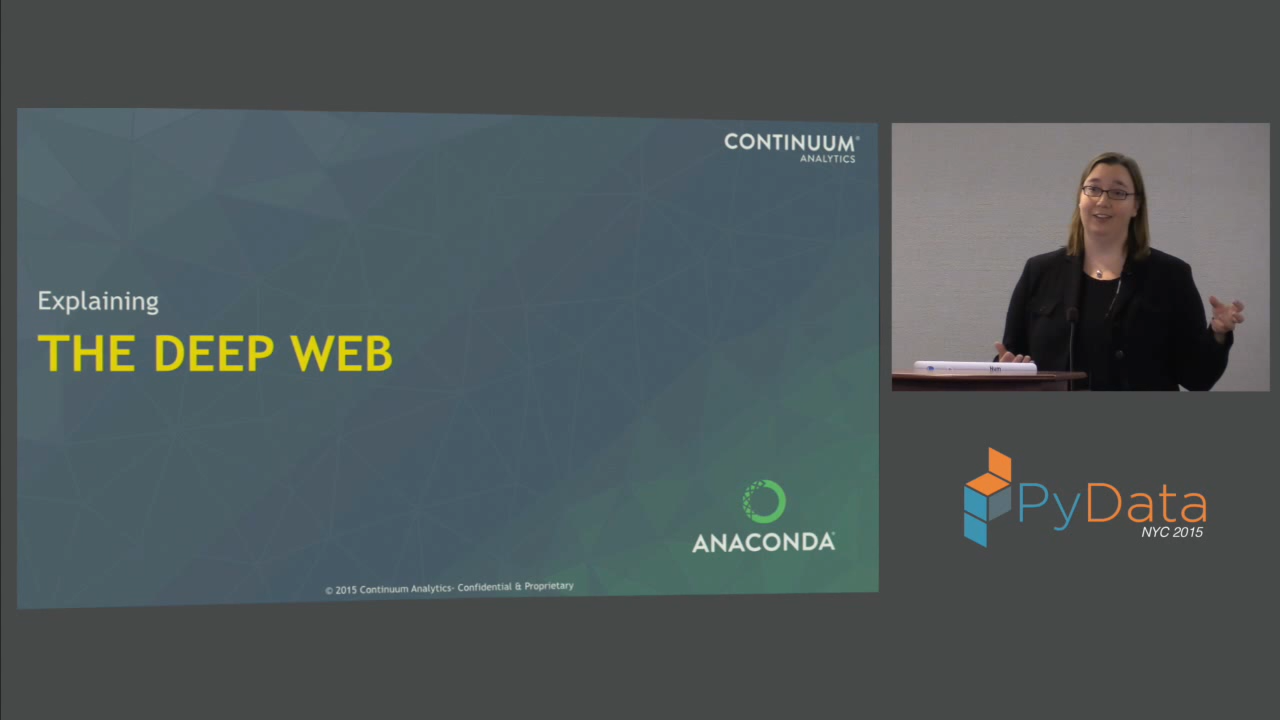 CONTINUUM®
ANALYTICS
Explaining
THE DEEP WEB
ANACONDA®
© 2015 Continuum Analytics- Confidential & Proprietary
PyData
NYC 2015